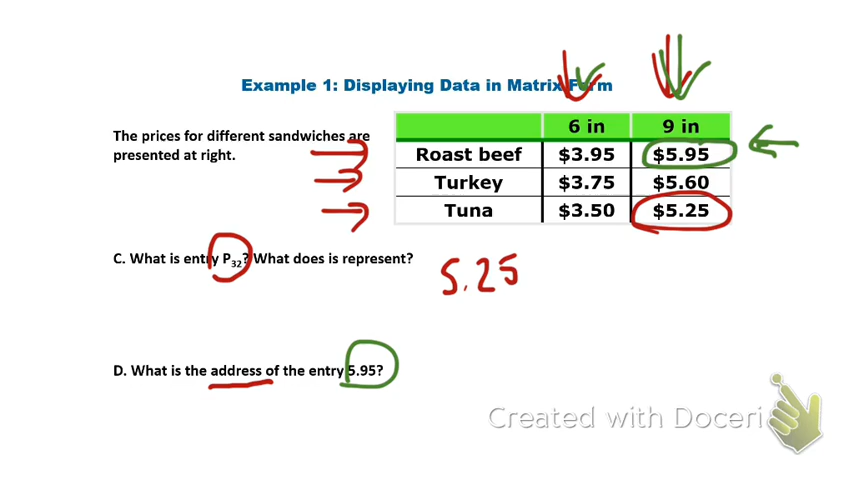 Example 1: Displaying Data in Matrix Form
The prices for different sandwiches are
presented at right.
6 in 9 in
Roast beef $3.95 $5.95
Turkey $3.75 $5.60
Tuna $3.50 $5.25
C. What is entry P32? What does is represent?
5.25
D. What is the address of the entry 5.95?
Created with Doceri